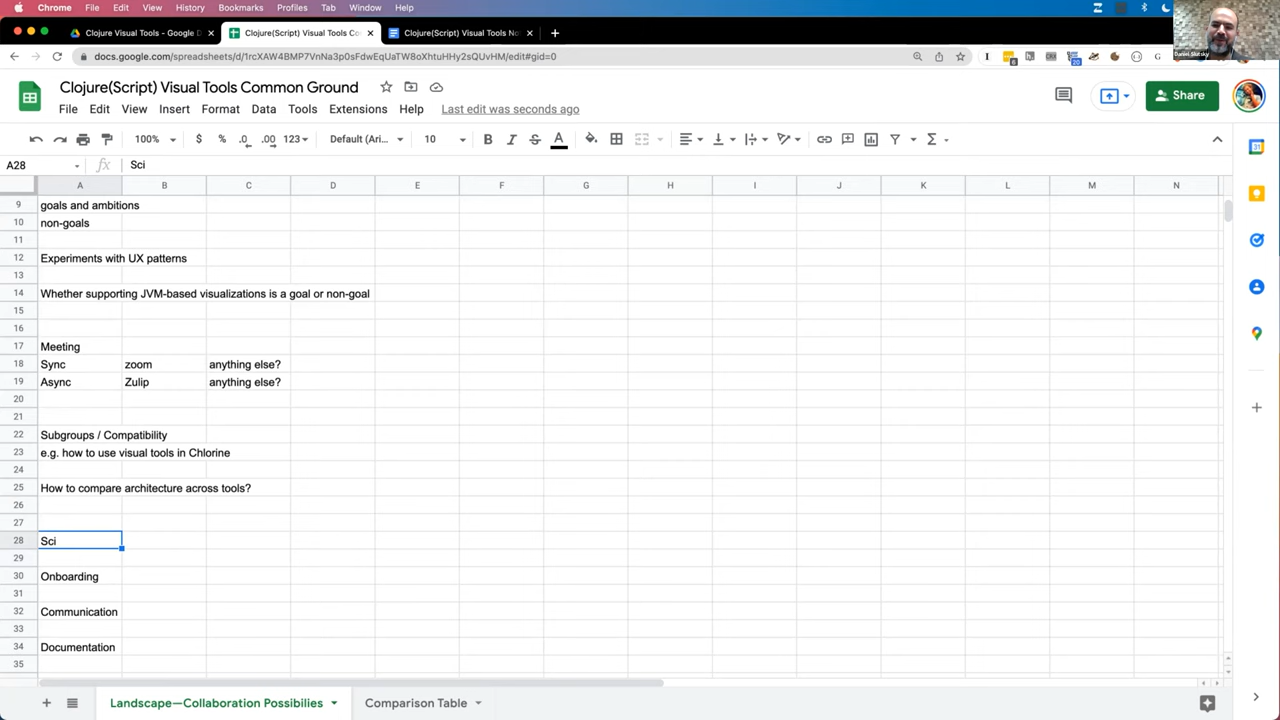 Browser Edit View History Bookmarks Profiles Tab Window Help
Clojure Visual Tools - Google D
Clojure(Script) Visual Tools Co
Clojure(Script) Visual Tools No
docs.google.com/spreadsheets/d/1rcXAW4BMP7VnNa3p0sFdwEqUaTW8oXhtuHHy2sQ
M/edit#gid=0
Daniel Slutsky
Clojure(Script) Visual Tools Common Ground
File Edit View Insert Format Data Tools Extensions Help Last edit was seconds ago
Share
100% $ % .0 .00 123 Default (Ari... 10 B I S A
A28 fx Sci
A B C D E F G H I J K L M N
9 goals and ambitions
10 non-goals
11
12 Experiments with UX patterns
13
14 Whether supporting JVM-based visualizations is a goal or non-goal
15
16
17 Meeting
18 Sync zoom anything else?
19 Async Zulip anything else?
20
21
22 Subgroups / Compatibility
23 e.g. how to use visual tools in Chlorine
24
25 How to compare architecture across tools?
26
27
28 Sci
29
30 Onboarding
31
32 Communication
33
34 Documentation
35
Landscape—Collaboration Possibilies Comparison Table